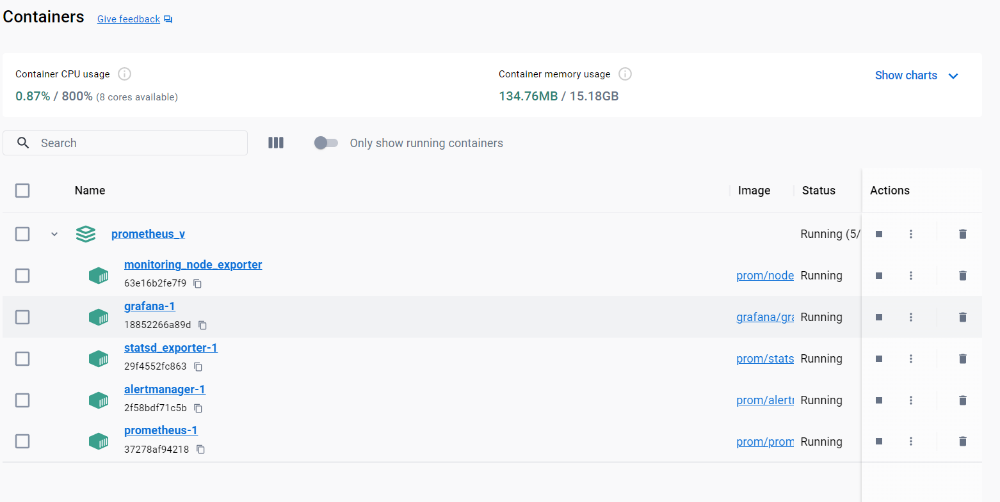 Containers Give feedback
Container CPU usage Container memory usage Show charts
0.87% / 800% (8 cores available) 134.76MB / 15.18GB
Search Only show running containers
Name Image Status Actions
prometheus_v Running (5/
monitoring_node_exporter
63e16b2fe7f9 prom/node Running
grafana-1
18852266a89d grafana/gra Running
statsd_exporter-1
29f4552fc863 prom/stats Running
alertmanager-1
2f58bdf71c5b prom/alert Running
prometheus-1
37278af94218 prom/prom Running